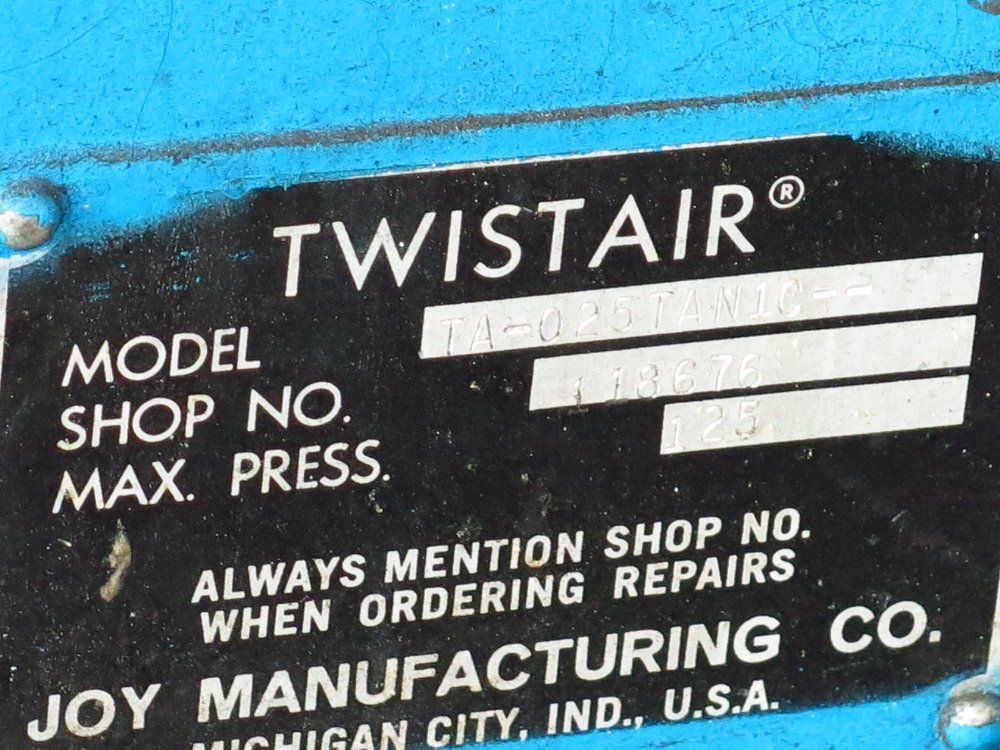 TWISTAIR®
MODEL TA-025TAN1C--
SHOP NO. 118676
MAX. PRESS. 125
ALWAYS MENTION SHOP NO.
WHEN ORDERING REPAIRS
JOY MANUFACTURING CO.
MICHIGAN CITY, IND., U.S.A.